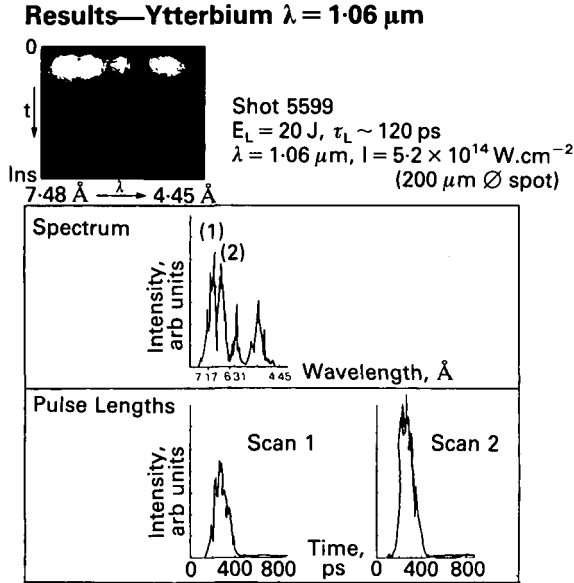 Results—Ytterbium λ = 1·06 μm
0
t
Ins
7·48 Å λ 4·45 Å
Shot 5599
E_L = 20 J, τ_L ~ 120 ps
λ = 1·06 μm, I = 5·2 × 10¹⁴ W.cm⁻²
(200 μm Ø spot)
Spectrum
(1)
(2)
Intensity,
arb units
7 17 6 31 4 45
Wavelength, Å
Pulse Lengths
Intensity,
arb units
Scan 1
Scan 2
0 400 800
Time,
ps
0 400 800